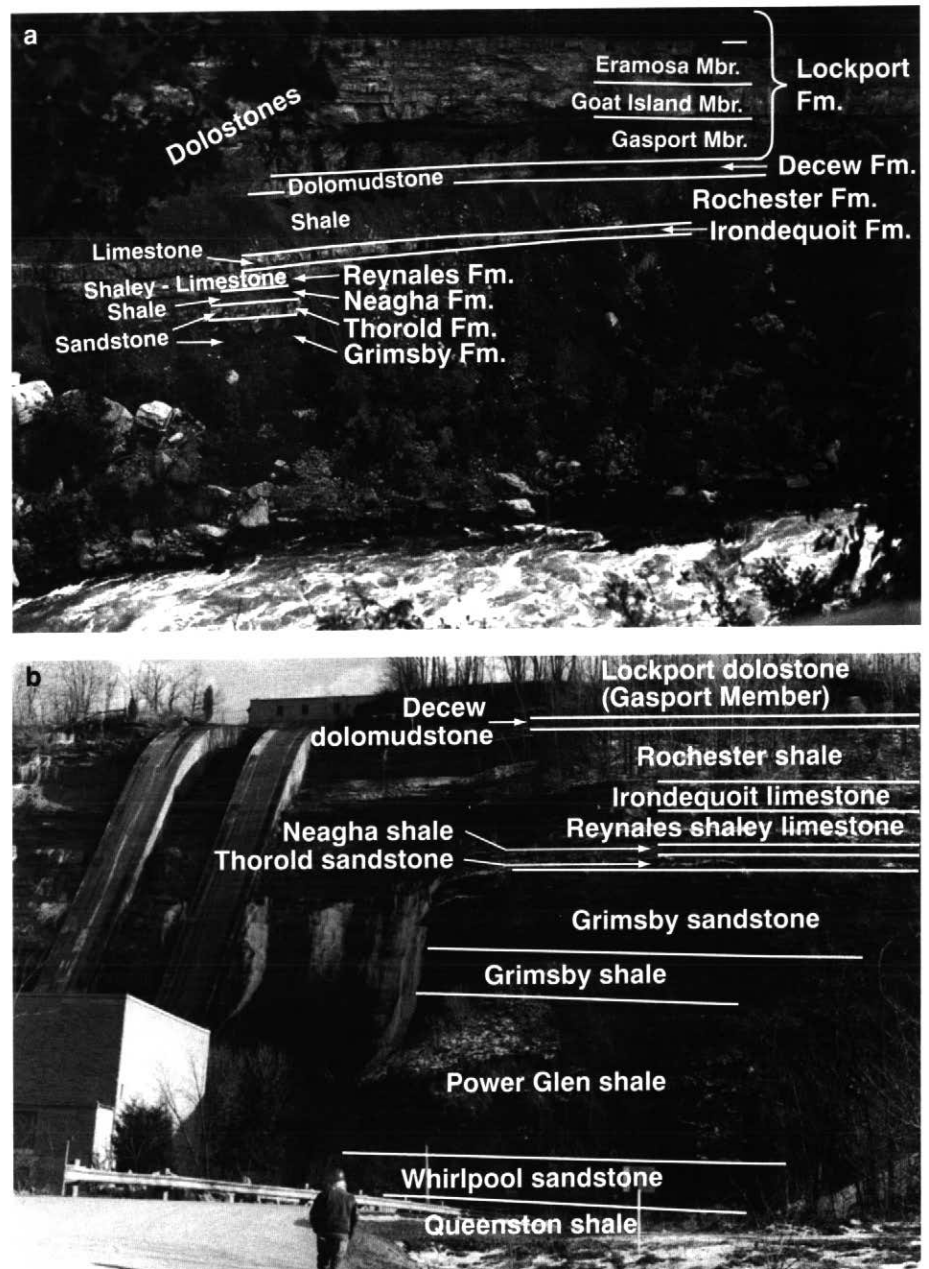 a
Eramosa Mbr.
Goat Island Mbr.
Gasport Mbr.
Lockport
Fm.
Dolostones
Decew Fm.
Dolomudstone
Rochester Fm.
Shale
Irondequoit Fm.
Limestone
Shaley - Limestone
Reynales Fm.
Shale
Neagha Fm.
Thorold Fm.
Sandstone
Grimsby Fm.
b
Lockport dolostone
(Gasport Member)
Decew
dolomudstone
Rochester shale
Irondequoit limestone
Reynales shaley limestone
Neagha shale
Thorold sandstone
Grimsby sandstone
Grimsby shale
Power Glen shale
Whirlpool sandstone
Queenston shale